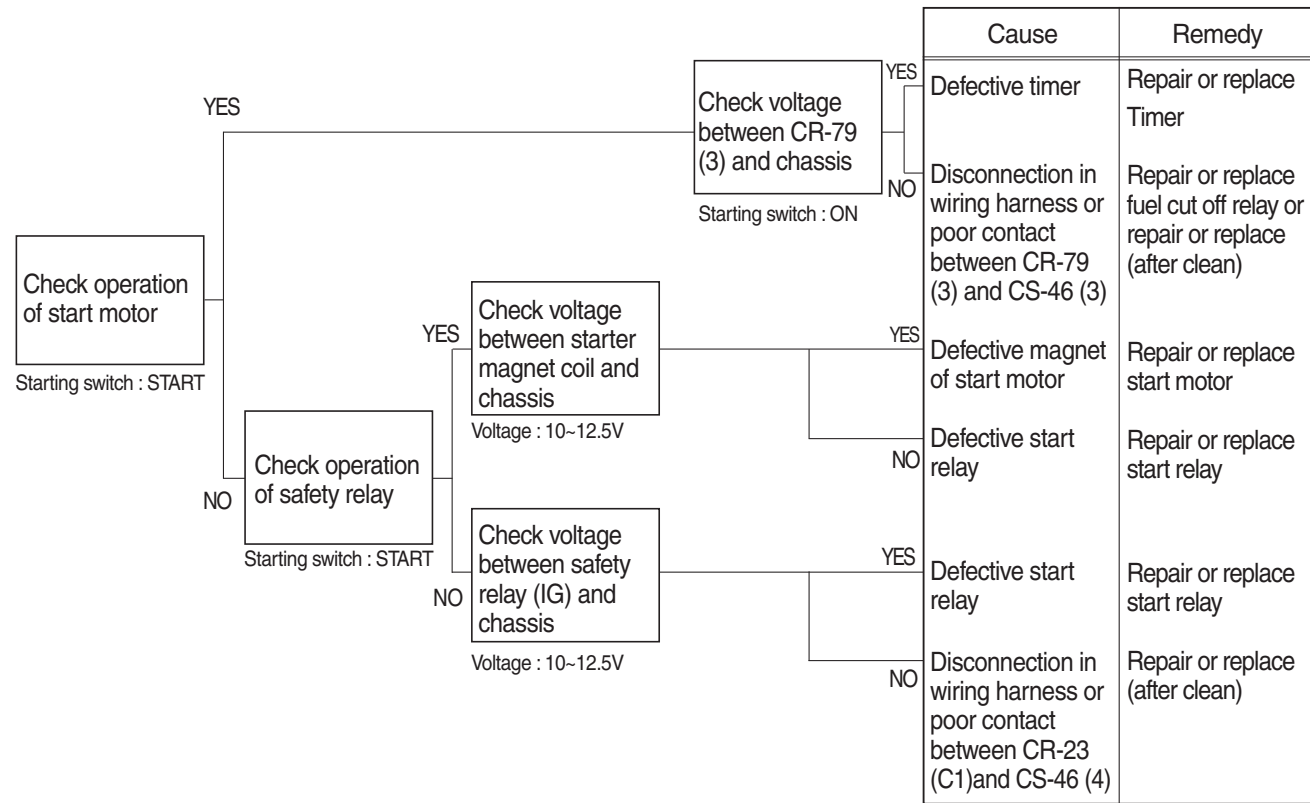 Cause
Remedy
YES
Check voltage
between CR-79
(3) and chassis
Starting switch : ON
YES
Defective timer
Repair or replace
Timer
NO
Disconnection in
wiring harness or
poor contact
between CR-79
(3) and CS-46 (3)
Repair or replace
fuel cut off relay or
repair or replace
(after clean)
Check operation
of start motor
Starting switch : START
YES
Check voltage
between starter
magnet coil and
chassis
Voltage : 10~12.5V
YES
Defective magnet
of start motor
Repair or replace
start motor
NO
Defective start
relay
Repair or replace
start relay
NO
Check operation
of safety relay
Starting switch : START
NO
Check voltage
between safety
relay (IG) and
chassis
Voltage : 10~12.5V
YES
Defective start
relay
Repair or replace
start relay
NO
Disconnection in
wiring harness or
poor contact
between CR-23
(C1)and CS-46 (4)
Repair or replace
(after clean)